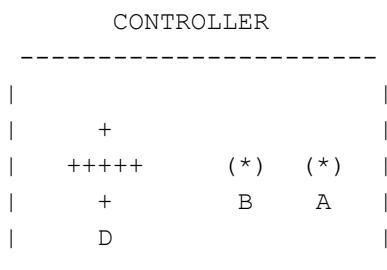 CONTROLLER
------------------------
| |
| + |
| +++++ (*) (*) |
| + B A |
| D |